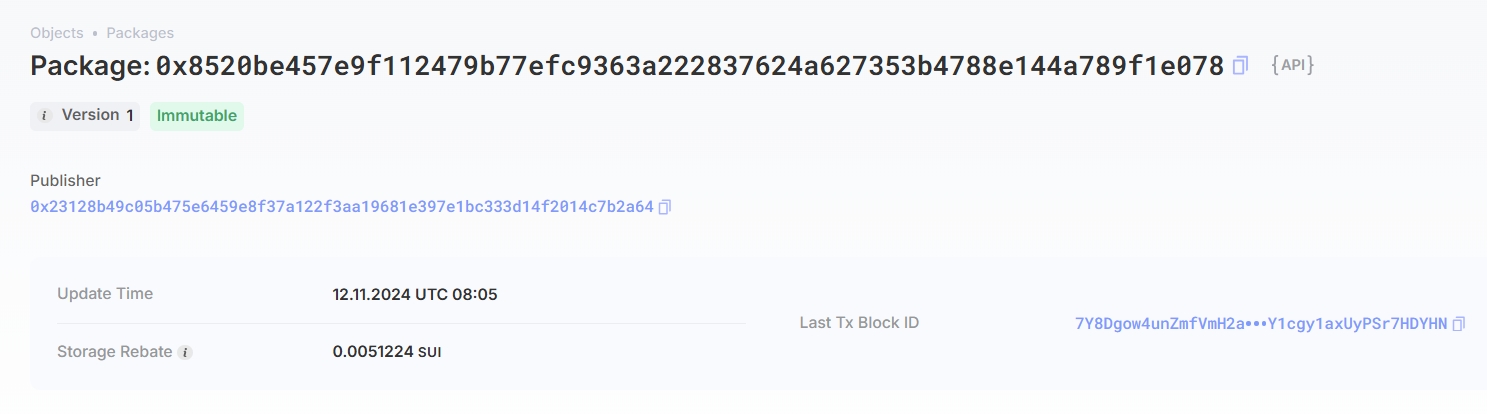 Objects • Packages
Package: 0x8520be457e9f112479b77efc9363a222837624a627353b4788e144a789f1e078 {API}
i Version 1 Immutable
Publisher
0x23128b49c05b475e6459e8f37a122f3aa19681e397e1bc333d14f2014c7b2a64
Update Time 12.11.2024 UTC 08:05
Last Tx Block ID 7Y8Dgow4unZmfVmH2a•••Y1cgy1axUyPSr7HDYHN
Storage Rebate i 0.0051224 SUI